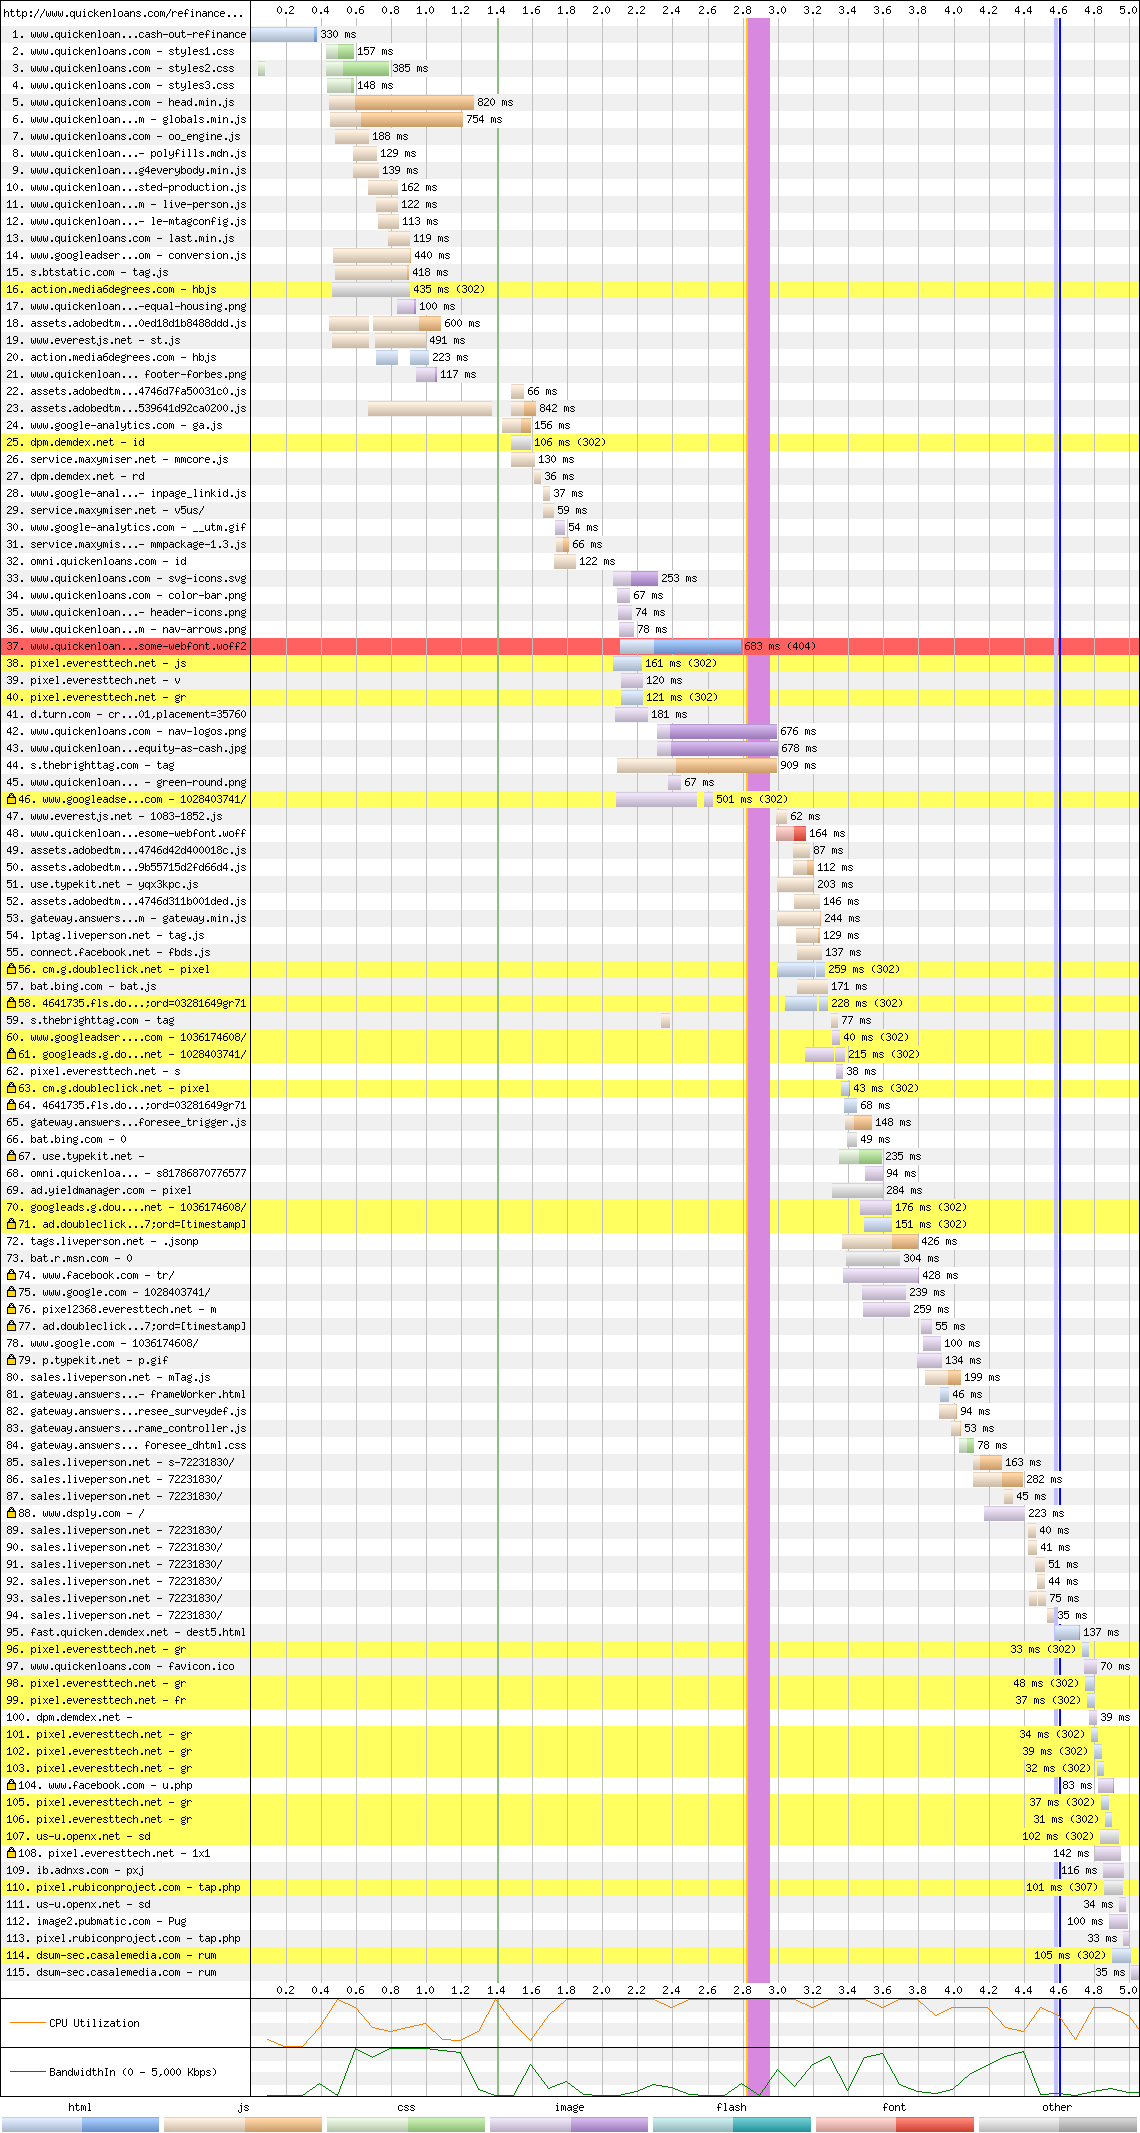 http://www.quickenloans.com/refinance... 0.2 0.4 0.6 0.8 1.0 1.2 1.4 1.6 1.8 2.0 2.2 2.4 2.6 2.8 3.0 3.2 3.4 3.6 3.8 4.0 4.2 4.4 4.6 4.8 5.0
1. www.quickenloan...cash-out-refinance 330 ms
2. www.quickenloans.com - styles1.css 157 ms
3. www.quickenloans.com - styles2.css 385 ms
4. www.quickenloans.com - styles3.css 148 ms
5. www.quickenloans.com - head.min.js 820 ms
6. www.quickenloan...m - globals.min.js 754 ms
7. www.quickenloans.com - oo_engine.js 188 ms
8. www.quickenloan...- polyfills.mdn.js 129 ms
9. www.quickenloan...g4everybody.min.js 139 ms
10. www.quickenloan...sted-production.js 162 ms
11. www.quickenloan...m - live-person.js 122 ms
12. www.quickenloan...- le-mtagconfig.js 113 ms
13. www.quickenloans.com - last.min.js 119 ms
14. www.googleadser...om - conversion.js 440 ms
15. s.btstatic.com - tag.js 418 ms
16. action.media6degrees.com - hbjs 435 ms (302)
17. www.quickenloan...-equal-housing.png 100 ms
18. assets.adobedtm...0ed18d1b8488ddd.js 600 ms
19. www.everestjs.net - st.js 491 ms
20. action.media6degrees.com - hbjs 223 ms
21. www.quickenloan... footer-forbes.png 117 ms
22. assets.adobedtm...4746d7fa50031c0.js 66 ms
23. assets.adobedtm...539641d92ca0200.js 842 ms
24. www.google-analytics.com - ga.js 156 ms
25. dpm.demdex.net - id 106 ms (302)
26. service.maxymiser.net - mmcore.js 130 ms
27. dpm.demdex.net - rd 36 ms
28. www.google-anal...- inpage_linkid.js 37 ms
29. service.maxymiser.net - v5us/ 59 ms
30. www.google-analytics.com - __utm.gif 54 ms
31. service.maxymis...- mmpackage-1.3.js 66 ms
32. omni.quickenloans.com - id 122 ms
33. www.quickenloans.com - svg-icons.svg 253 ms
34. www.quickenloans.com - color-bar.png 67 ms
35. www.quickenloan...- header-icons.png 74 ms
36. www.quickenloan...m - nav-arrows.png 78 ms
37. www.quickenloan...some-webfont.woff2 683 ms (404)
38. pixel.everesttech.net - js 161 ms (302)
39. pixel.everesttech.net - v 120 ms
40. pixel.everesttech.net - gr 121 ms (302)
41. d.turn.com - cr...01,placement=35760 181 ms
42. www.quickenloans.com - nav-logos.png 676 ms
43. www.quickenloan...equity-as-cash.jpg 678 ms
44. s.thebrighttag.com - tag 909 ms
45. www.quickenloan... - green-round.png 67 ms
46. www.googleadse...com - 1028403741/ 501 ms (302)
47. www.everestjs.net - 1083-1852.js 62 ms
48. www.quickenloan...esome-webfont.woff 164 ms
49. assets.adobedtm...4746d42d400018c.js 87 ms
50. assets.adobedtm...9b55715d2fd66d4.js 112 ms
51. use.typekit.net - yqx3kpc.js 203 ms
52. assets.adobedtm...4746d311b001ded.js 146 ms
53. gateway.answers...m - gateway.min.js 244 ms
54. lptag.liveperson.net - tag.js 129 ms
55. connect.facebook.net - fbds.js 137 ms
56. cm.g.doubleclick.net - pixel 259 ms (302)
57. bat.bing.com - bat.js 171 ms
58. 4641735.fls.do...;ord=03281649gr71 228 ms (302)
59. s.thebrighttag.com - tag 77 ms
60. www.googleadser....com - 1036174608/ 40 ms (302)
61. googleads.g.do...net - 1028403741/ 215 ms (302)
62. pixel.everesttech.net - s 38 ms
63. cm.g.doubleclick.net - pixel 43 ms (302)
64. 4641735.fls.do...;ord=03281649gr71 68 ms
65. gateway.answers...foresee_trigger.js 148 ms
66. bat.bing.com - 0 49 ms
67. use.typekit.net - 235 ms
68. omni.quickenloa... - s81786870776577 94 ms
69. ad.yieldmanager.com - pixel 284 ms
70. googleads.g.dou....net - 1036174608/ 176 ms (302)
71. ad.doubleclick...7;ord=[timestamp] 151 ms (302)
72. tags.liveperson.net - .jsonp 426 ms
73. bat.r.msn.com - 0 304 ms
74. www.facebook.com - tr/ 428 ms
75. www.google.com - 1028403741/ 239 ms
76. pixel2368.everesttech.net - m 259 ms
77. ad.doubleclick...7;ord=[timestamp] 55 ms
78. www.google.com - 1036174608/ 100 ms
79. p.typekit.net - p.gif 134 ms
80. sales.liveperson.net - mTag.js 199 ms
81. gateway.answers...- frameWorker.html 46 ms
82. gateway.answers...resee_surveydef.js 94 ms
83. gateway.answers...rame_controller.js 53 ms
84. gateway.answers... foresee_dhtml.css 78 ms
85. sales.liveperson.net - s-72231830/ 163 ms
86. sales.liveperson.net - 72231830/ 282 ms
87. sales.liveperson.net - 72231830/ 45 ms
88. www.dsply.com - / 223 ms
89. sales.liveperson.net - 72231830/ 40 ms
90. sales.liveperson.net - 72231830/ 41 ms
91. sales.liveperson.net - 72231830/ 51 ms
92. sales.liveperson.net - 72231830/ 44 ms
93. sales.liveperson.net - 72231830/ 75 ms
94. sales.liveperson.net - 72231830/ 35 ms
95. fast.quicken.demdex.net - dest5.html 137 ms
96. pixel.everesttech.net - gr 33 ms (302)
97. www.quickenloans.com - favicon.ico 70 ms
98. pixel.everesttech.net - gr 48 ms (302)
99. pixel.everesttech.net - fr 37 ms (302)
100. dpm.demdex.net - 39 ms
101. pixel.everesttech.net - gr 34 ms (302)
102. pixel.everesttech.net - gr 39 ms (302)
103. pixel.everesttech.net - gr 32 ms (302)
104. www.facebook.com - u.php 83 ms
105. pixel.everesttech.net - gr 37 ms (302)
106. pixel.everesttech.net - gr 31 ms (302)
107. us-u.openx.net - sd 102 ms (302)
108. pixel.everesttech.net - 1x1 142 ms
109. ib.adnxs.com - pxj 116 ms
110. pixel.rubiconproject.com - tap.php 101 ms (307)
111. us-u.openx.net - sd 34 ms
112. image2.pubmatic.com - Pug 100 ms
113. pixel.rubiconproject.com - tap.php 33 ms
114. dsum-sec.casalemedia.com - rum 105 ms (302)
115. dsum-sec.casalemedia.com - rum 35 ms
0.2 0.4 0.6 0.8 1.0 1.2 1.4 1.6 1.8 2.0 2.2 2.4 2.6 2.8 3.0 3.2 3.4 3.6 3.8 4.0 4.2 4.4 4.6 4.8 5.0
CPU Utilization
BandwidthIn (0 - 5,000 Kbps)
html js css image flash font other